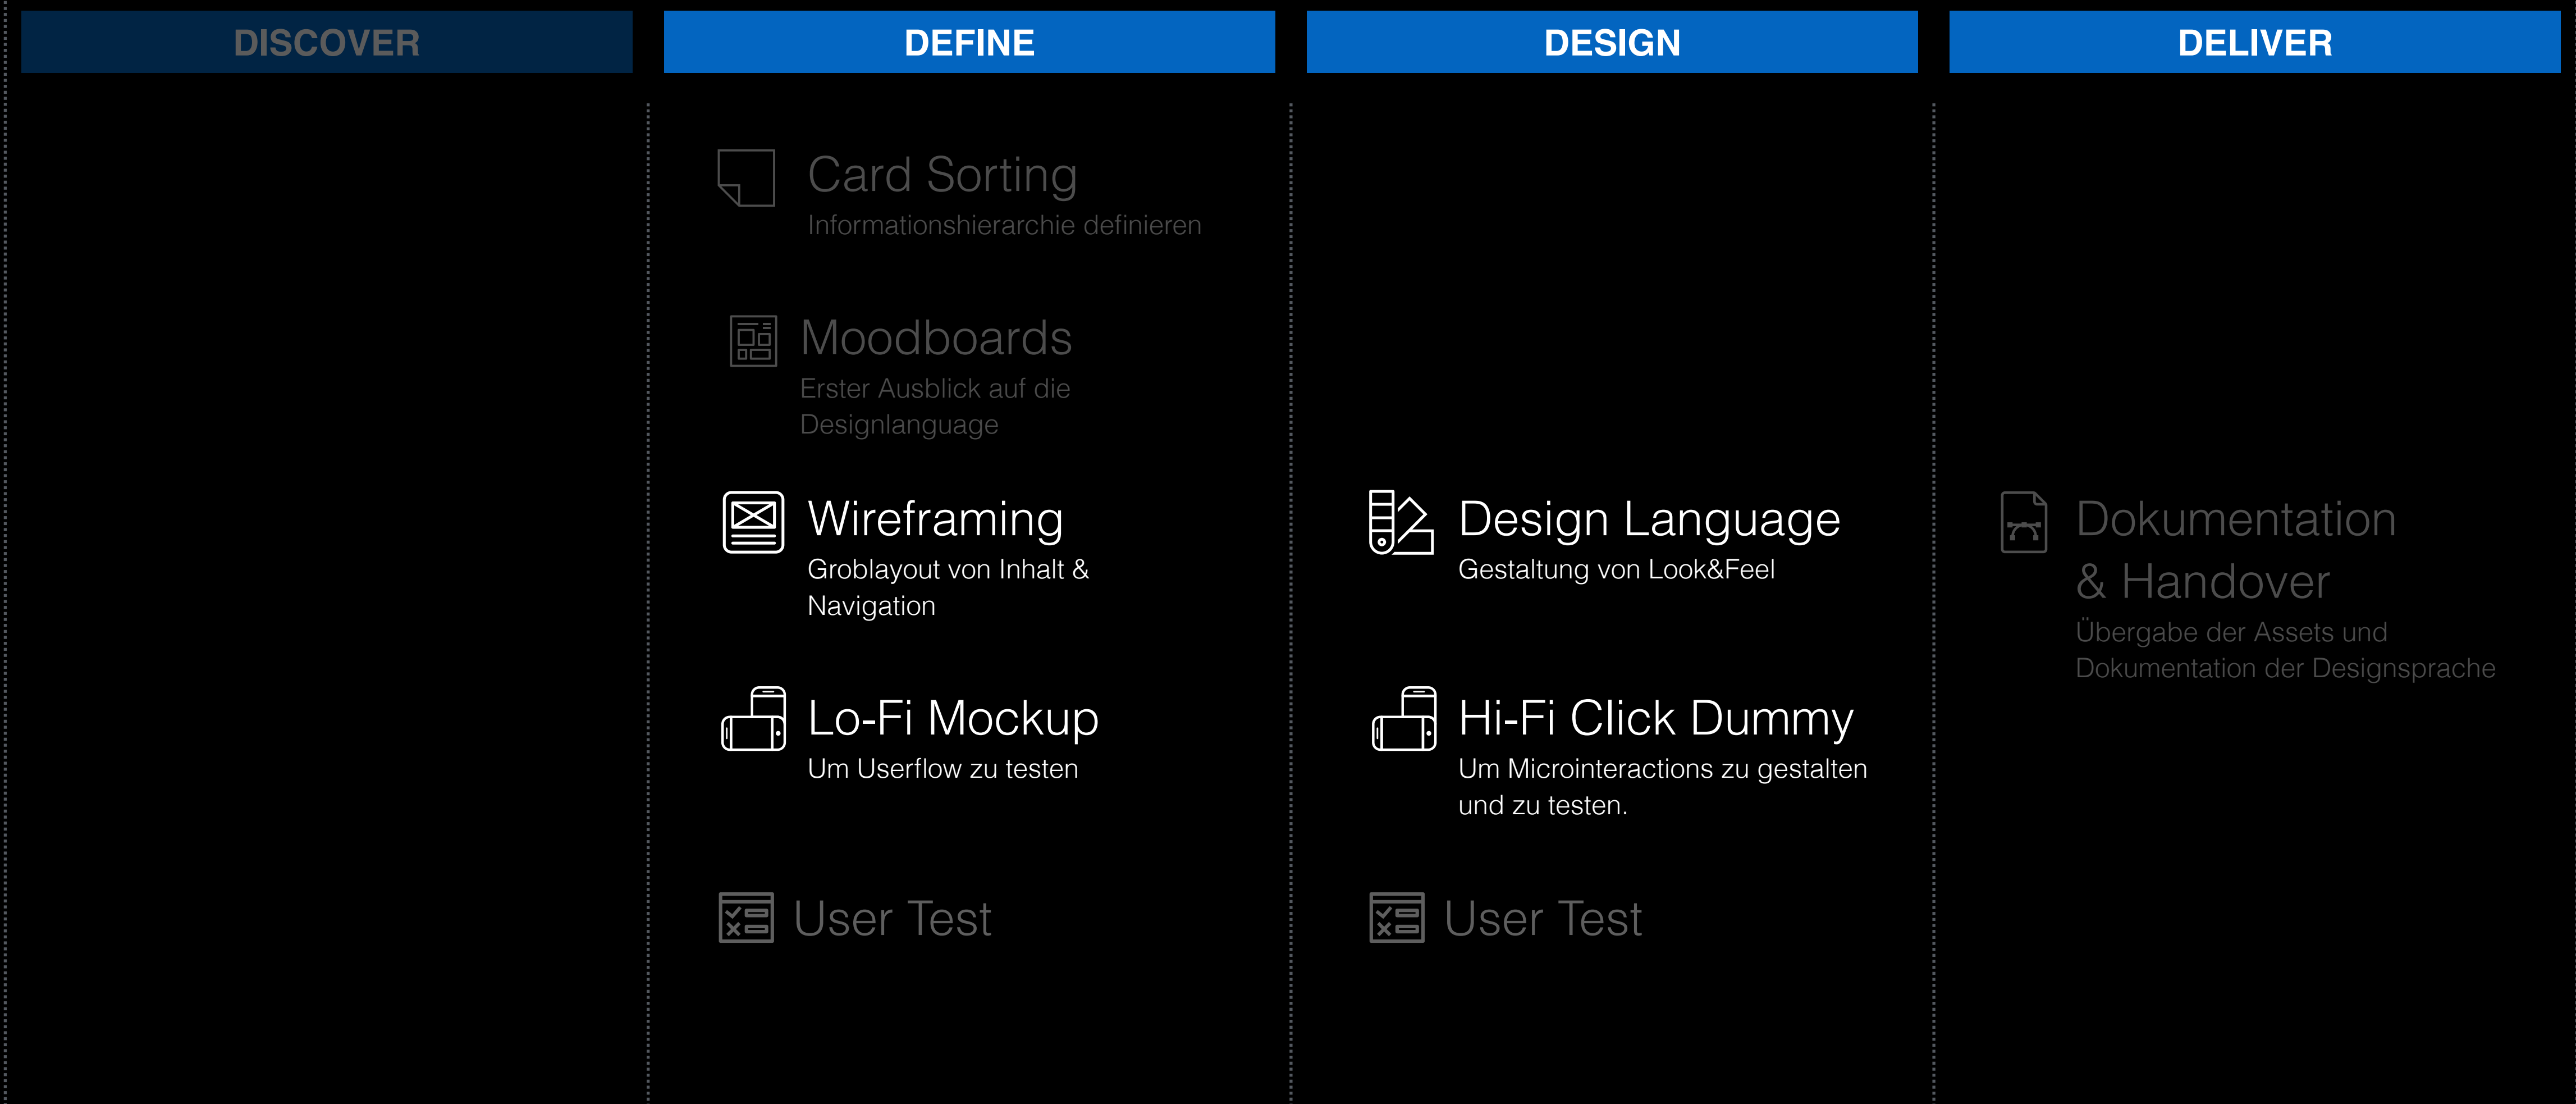 DISCOVER
DEFINE
DESIGN
DELIVER
Card Sorting
Informationshierarchie definieren
Moodboards
Erster Ausblick auf die
Designlanguage
Wireframing
Groblayout von Inhalt &
Navigation
Lo-Fi Mockup
Um Userflow zu testen
User Test
Design Language
Gestaltung von Look&Feel
Hi-Fi Click Dummy
Um Microinteractions zu gestalten
und zu testen.
User Test
Dokumentation
& Handover
Übergabe der Assets und
Dokumentation der Designsprache